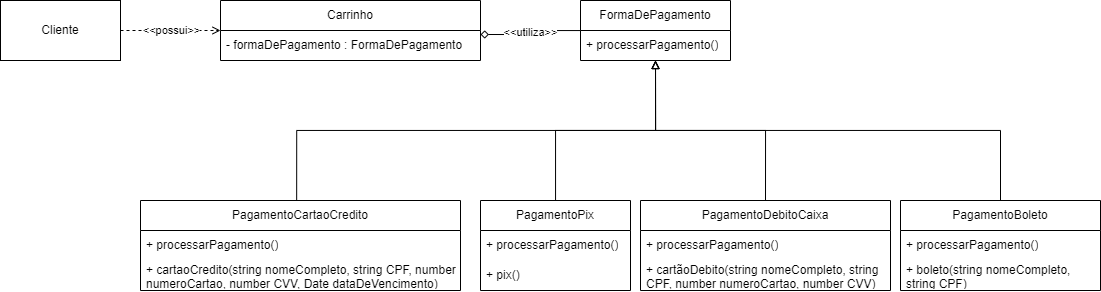 Cliente
<<possui>>
Carrinho
- formaDePagamento : FormaDePagamento
<<utiliza>>
FormaDePagamento
+ processarPagamento()
PagamentoCartaoCredito
+ processarPagamento()
+ cartaoCredito(string nomeCompleto, string CPF, number
numeroCartao, number CVV, Date dataDeVencimento)
PagamentoPix
+ processarPagamento()
+ pix()
PagamentoDebitoCaixa
+ processarPagamento()
+ cartãoDebito(string nomeCompleto, string
CPF, number numeroCartao, number CVV)
PagamentoBoleto
+ processarPagamento()
+ boleto(string nomeCompleto,
string CPF)